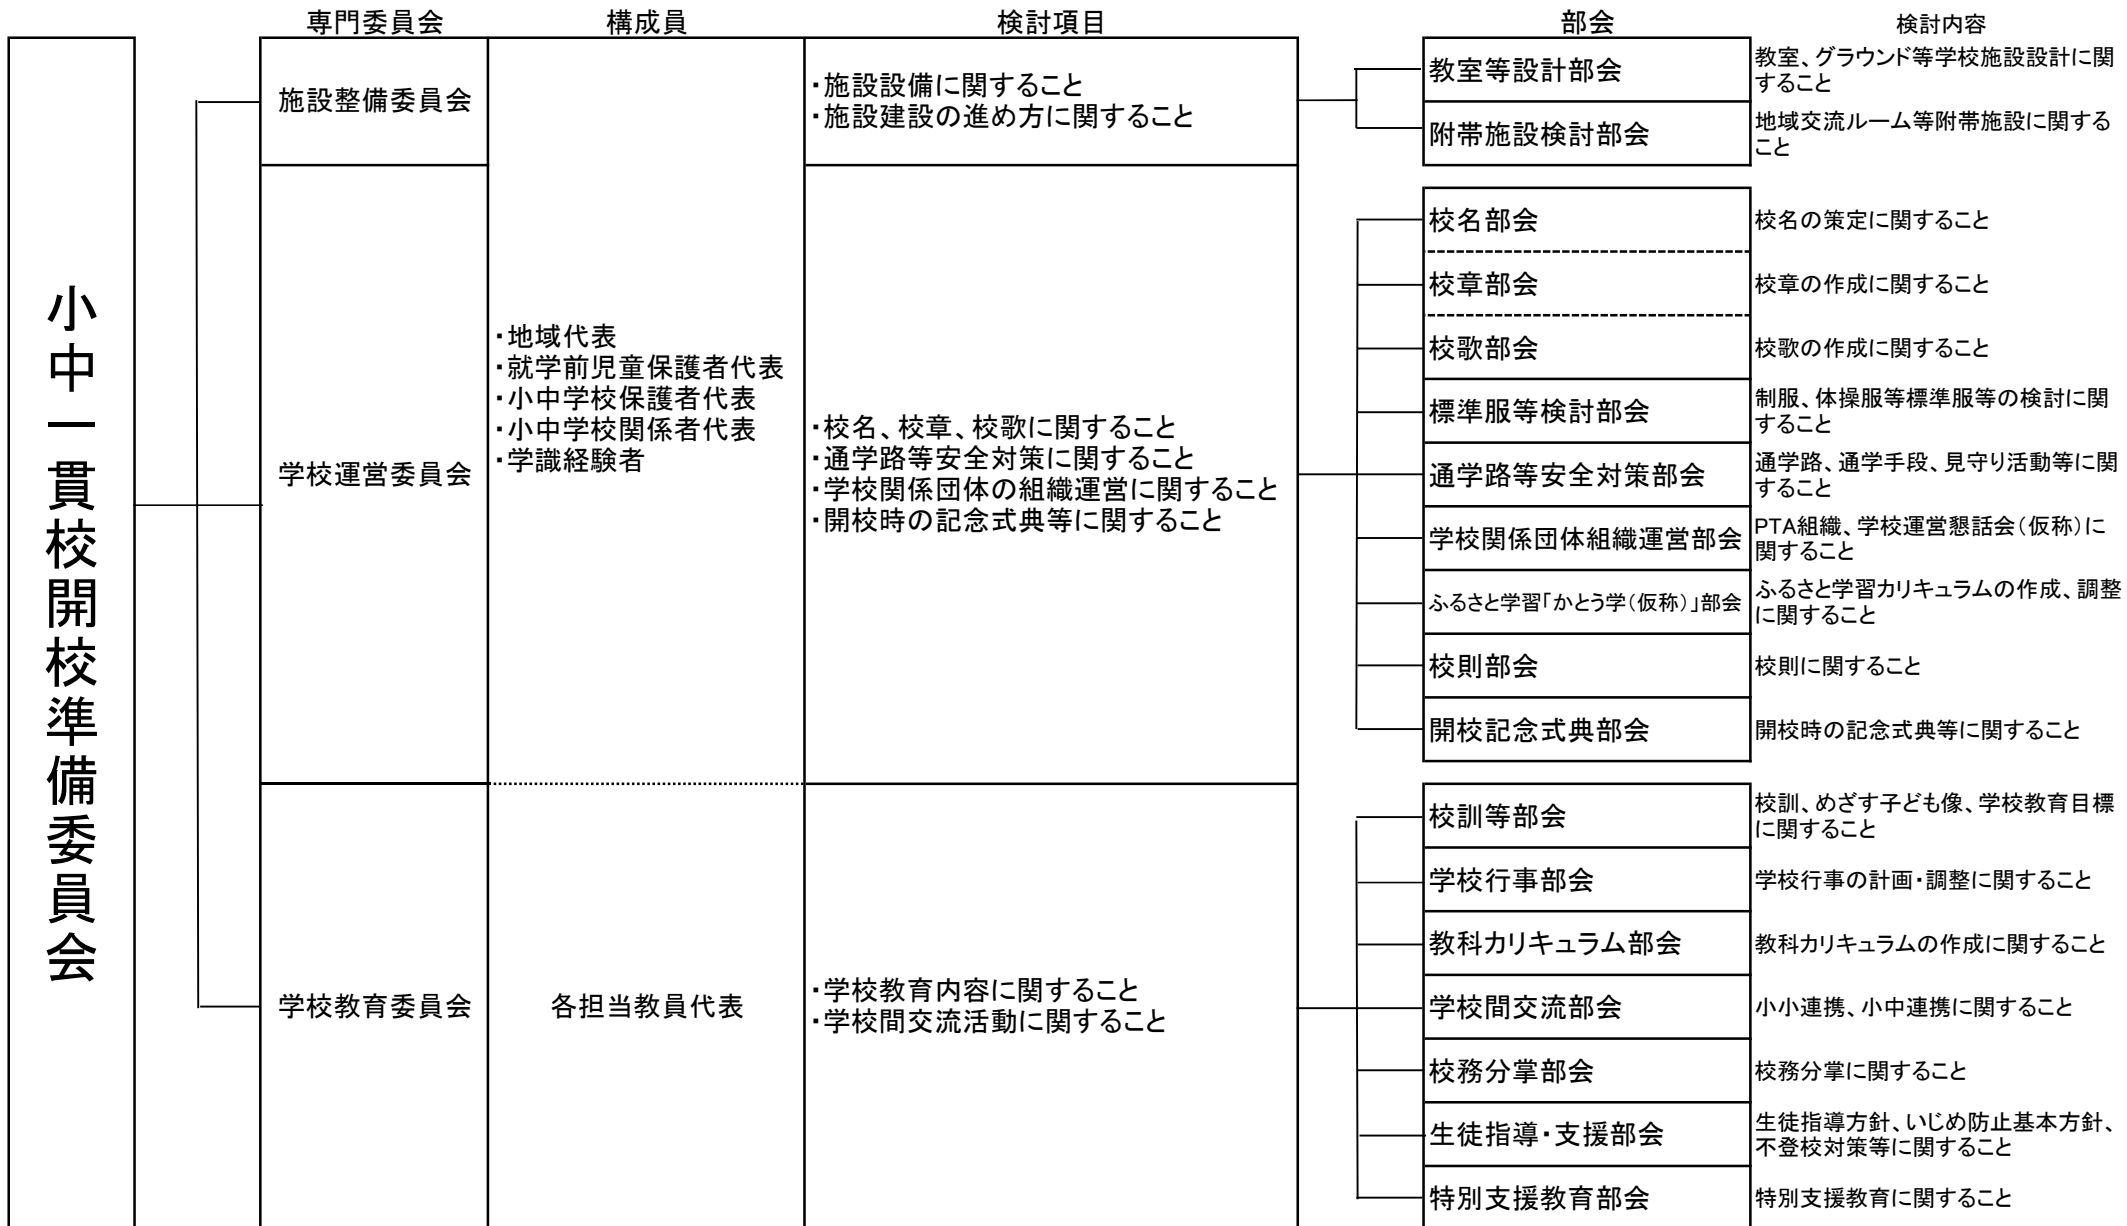 専門委員会
構成員
検討項目
部会
検討内容
小中一貫校開校準備委員会
施設整備委員会
・施設設備に関すること
・施設建設の進め方に関すること
教室等設計部会
教室、グラウンド等学校施設設計に関
すること
附帯施設検討部会
地域交流ルーム等附帯施設に関する
こと
学校運営委員会
・地域代表
・就学前児童保護者代表
・小中学校保護者代表
・小中学校関係者代表
・学識経験者
・校名、校章、校歌に関すること
・通学路等安全対策に関すること
・学校関係団体の組織運営に関すること
・開校時の記念式典等に関すること
校名部会
校名の策定に関すること
校章部会
校章の作成に関すること
校歌部会
校歌の作成に関すること
標準服等検討部会
制服、体操服等標準服等の検討に関
すること
通学路等安全対策部会
通学路、通学手段、見守り活動等に関
すること
学校関係団体組織運営部会
PTA組織、学校運営懇話会（仮称）に
関すること
ふるさと学習「かとう学（仮称）」部会
ふるさと学習カリキュラムの作成、調整
に関すること
校則部会
校則に関すること
開校記念式典部会
開校時の記念式典等に関すること
学校教育委員会
各担当教員代表
・学校教育内容に関すること
・学校間交流活動に関すること
校訓等部会
校訓、めざす子ども像、学校教育目標
に関すること
学校行事部会
学校行事の計画・調整に関すること
教科カリキュラム部会
教科カリキュラムの作成に関すること
学校間交流部会
小小連携、小中連携に関すること
校務分掌部会
校務分掌に関すること
生徒指導・支援部会
生徒指導方針、いじめ防止基本方針、
不登校対策等に関すること
特別支援教育部会
特別支援教育に関すること